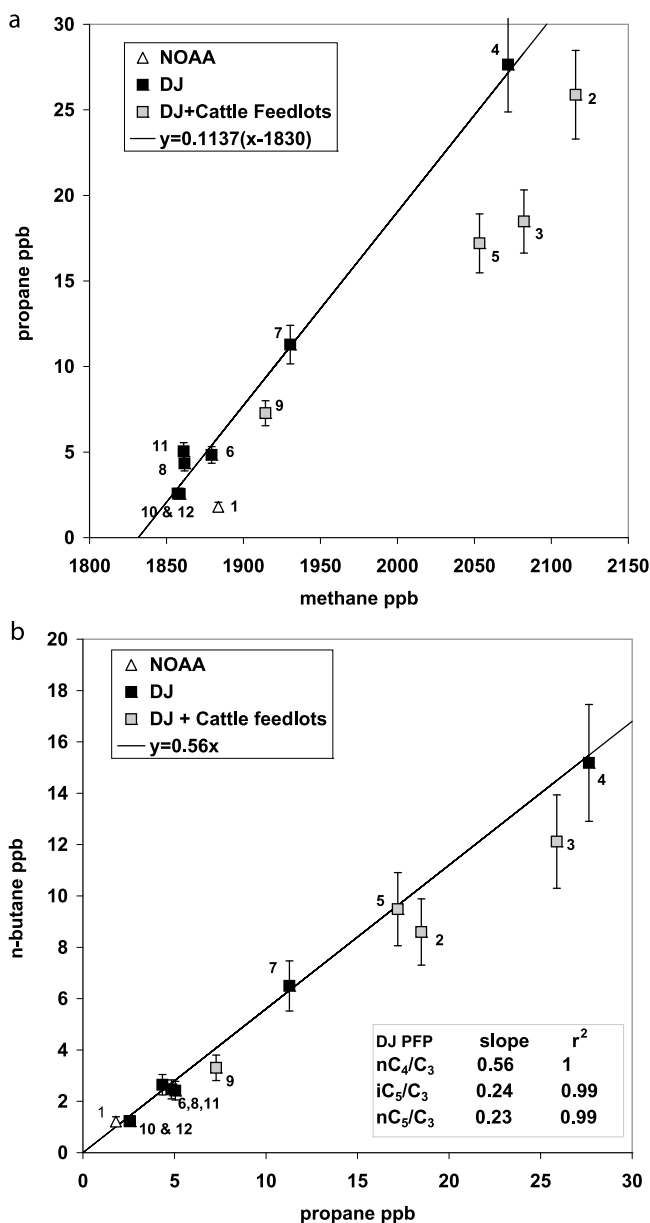 a
30
25
20
15
10
5
0
propane ppb
NOAA
DJ
DJ+Cattle Feedlots
y=0.1137(x-1830)
4
2
3
5
7
9
11
8
6
10 & 12
1
1800 1850 1900 1950 2000 2050 2100 2150
methane ppb
b
20
18
16
14
12
10
8
6
4
2
0
n-butane ppb
NOAA
DJ
DJ + Cattle feedlots
y=0.56x
4
3
5
2
7
9
6,8,11
1
10 & 12
DJ PFP slope r²
nC₄/C₃ 0.56 1
iC₅/C₃ 0.24 0.99
nC₅/C₃ 0.23 0.99
0 5 10 15 20 25 30
propane ppb